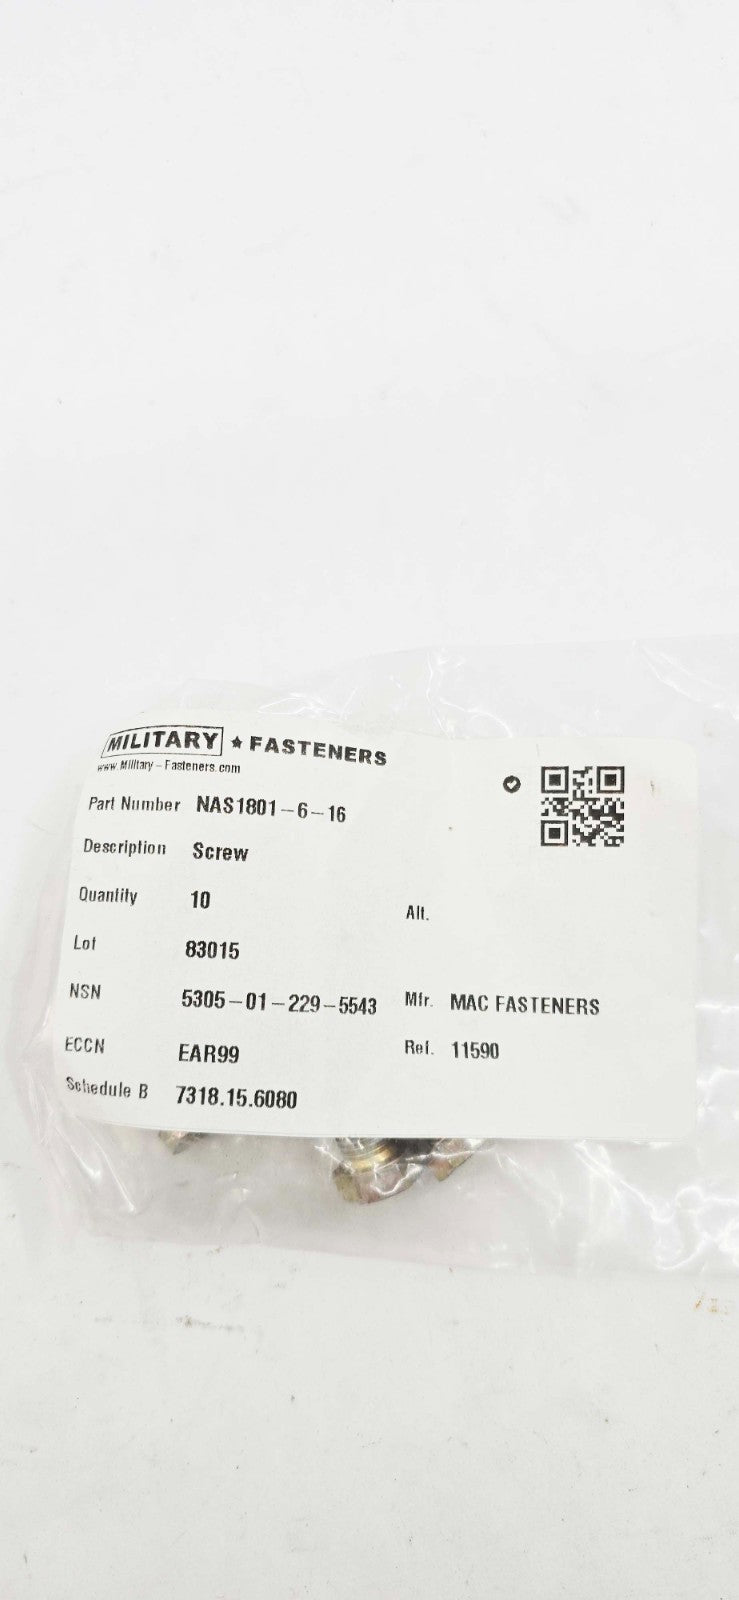 MILITARY ★ FASTENERS
www.Military-Fasteners.com
Part Number NAS1801-6-16
Description Screw
Quantity 10
Alt.
Lot 83015
NSN 5305-01-229-5543 Mfr. MAC FASTENERS
ECCN EAR99 Ref. 11590
Schedule B 7318.15.6080